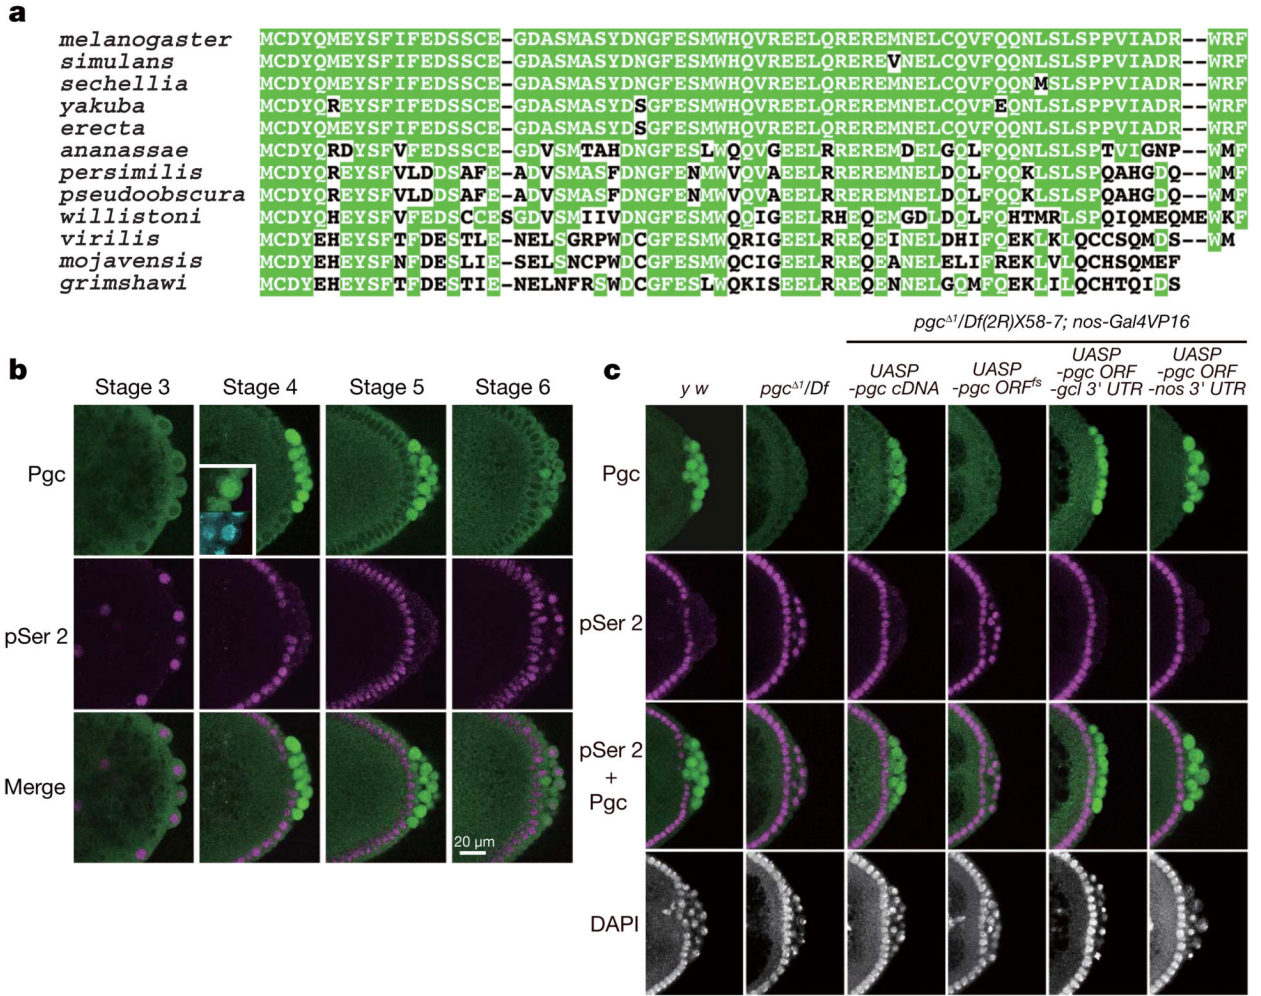 a
melanogaster MCDYQMEYSFIFEDSSCE-GDASMASYDNGFESMWHQVREELQREREMNELCQVFQQNLSLSPPVIADR--WRF
simulans MCDYQMEYSFIFEDSSCE-GDASMASYDNGFESMWHQVREELQREREVNELCQVFQQNLSLSPPVIADR--WRF
sechellia MCDYQMEYSFIFEDSSCE-GDASMASYDNGFESMWHQVREELQREREMNELCQVFQQNMSLSPPVIADR--WRF
yakuba MCDYQREYSFIFEDSSCE-GDASMASYDSGFESMWHQVREELQREREMNELCQVFEQNLSLSPPVIADR--WRF
erecta MCDYQMEYSFIFEDSSCE-GDASMASYDSGFESMWHQVREELQREREMNELCQVFQQNLSLSPPVIADR--WRF
ananassae MCDYQRDYSFVFEDSSCE-GDVSMTAHDNGFESLWQQVGEELRREREMDELGQLFQQNLSLSPTVIGNP--WMF
persimilis MCDYQREYSFVLDDSAFE-ADVSMASFDNGFENMWVQVAEELRREREMNELDQLFQQKLSLSPQAHGDQ--WMF
pseudoobscura MCDYQREYSFVLDDSAFE-ADVSMASFDNGFENMWVQVAEELRREREMNELDQLFQQKLSLSPQAHGDQ--WMF
willistoni MCDYQHEYSFVFEDSCCESGDVSMIIVDNGFESMWQQIGEELRHEQEMGDLDQLFQHTMRLSPQIQMEQMEWKF
virilis MCDYEHEYSFTFDESTLE-NELSGRPWDCGFESMWQRIGEELRREQEINELDHIFQEKLKLQCCSQMDS--WM
mojavensis MCDYEHEYSFNFDESLIE-SELSNCPWDCGFESMWQCIGEELRREQEANELELIFREKLVLQCHSQMEF
grimshawi MCDYEHEYSFTFDESTIE-NELNFRSWDCGFESLWQKISEELRREQENNELGQMFQEKLILQCHTQIDS
b
Stage 3 Stage 4 Stage 5 Stage 6
Pgc
pSer 2
Merge
20 µm
c
pgcΔ1/Df(2R)X58-7; nos-Gal4VP16
y w pgcΔ1/Df UASP -pgc cDNA UASP -pgc ORFfs UASP -pgc ORF -gcl 3' UTR UASP -pgc ORF -nos 3' UTR
Pgc
pSer 2
pSer 2
+
Pgc
DAPI